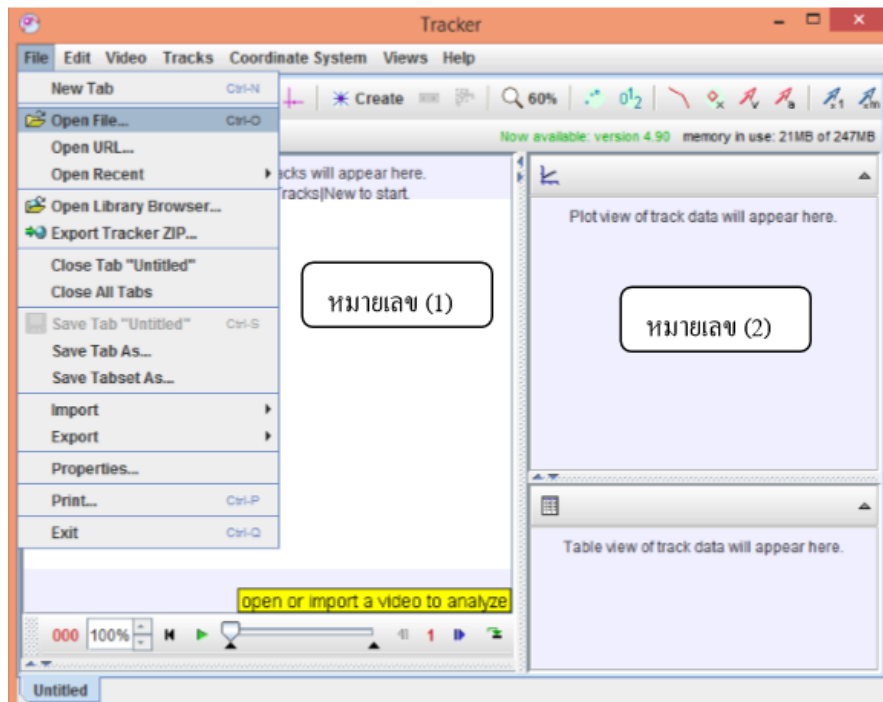 Tracker
File Edit Video Tracks Coordinate System Views Help
New Tab Ctrl-N
Open File... Ctrl-O
Open URL...
Open Recent
Open Library Browser...
Export Tracker ZIP...
Close Tab "Untitled"
Close All Tabs
Save Tab "Untitled" Ctrl-S
Save Tab As...
Save Tabset As...
Import
Export
Properties...
Print... Ctrl-P
Exit Ctrl-Q
Create 60%
Now available: version 4.90 memory in use: 21MB of 247MB
acks will appear here.
Tracks|New to start.
หมายเลข (1)
Plot view of track data will appear here.
หมายเลข (2)
Table view of track data will appear here.
open or import a video to analyze
000 100% 1
Untitled